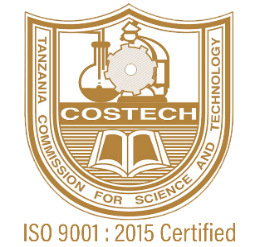 TANZANIA COMMISSION FOR SCIENCE AND TECHNOLOGY
COSTECH
ISO 9001 : 2015 Certified